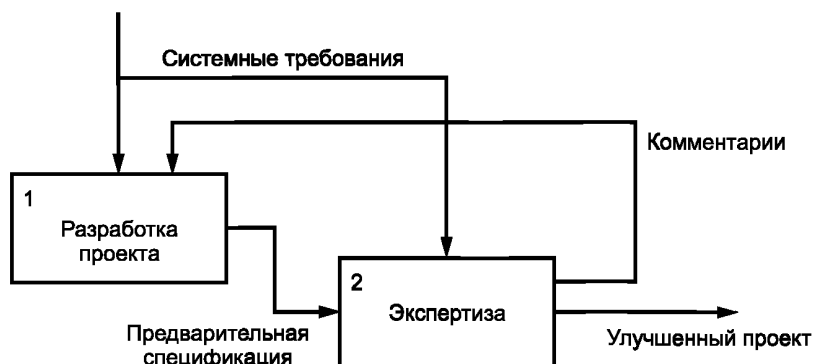 Системные требования
Комментарии
1
Разработка
проекта
2
Экспертиза
Предварительная
спецификация
Улучшенный проект